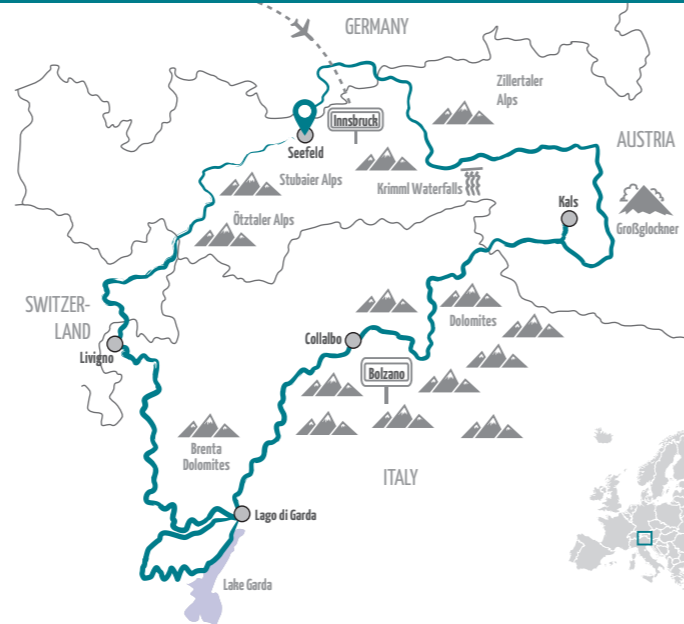 GERMANY
Zillertaler
Alps
Innsbruck
AUSTRIA
Seefeld
Stubaier Alps
Krimml Waterfalls
Kals
Ötztaler Alps
Großglockner
SWITZER-
LAND
Dolomites
Livigno
Collalbo
Bolzano
Brenta
Dolomites
ITALY
Lago di Garda
Lake Garda